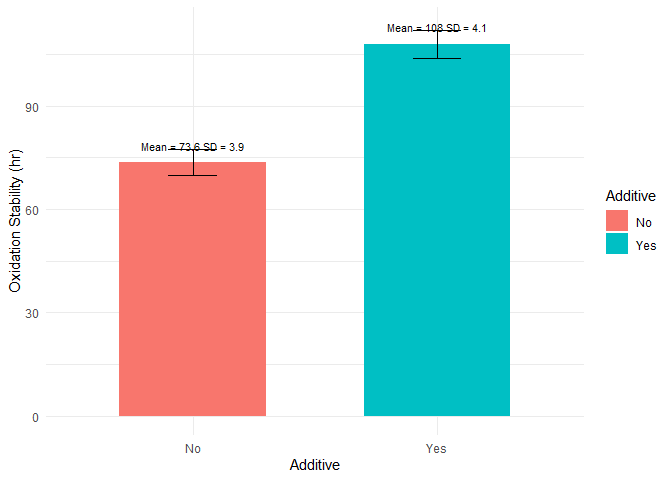 Mean = 108 SD = 4.1
Mean = 73.6 SD = 3.9
90
60
30
0
Oxidation Stability (hr)
No
Yes
Additive
Additive
No
Yes